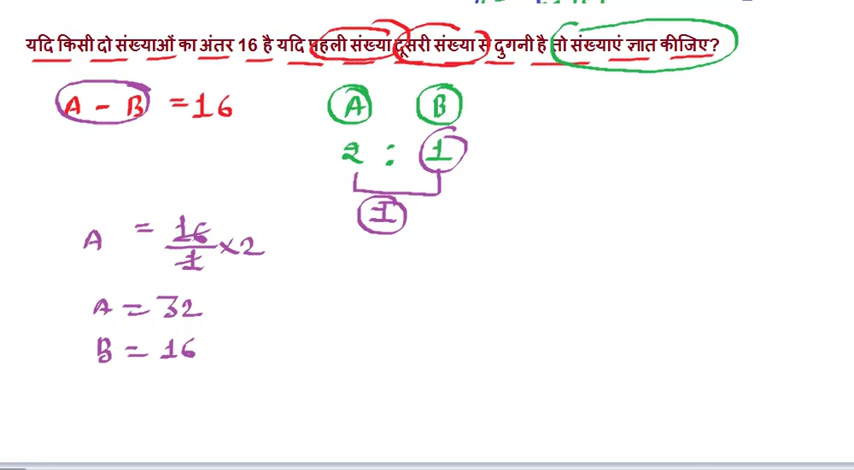 यदि किसी दो संख्याओं का अंतर 16 है यदि पहली संख्या दूसरी संख्या से दुगनी है तो संख्याएं ज्ञात कीजिए?
A - B = 16
A B
2 : 1
1
A = 16/1 × 2
A = 32
B = 16